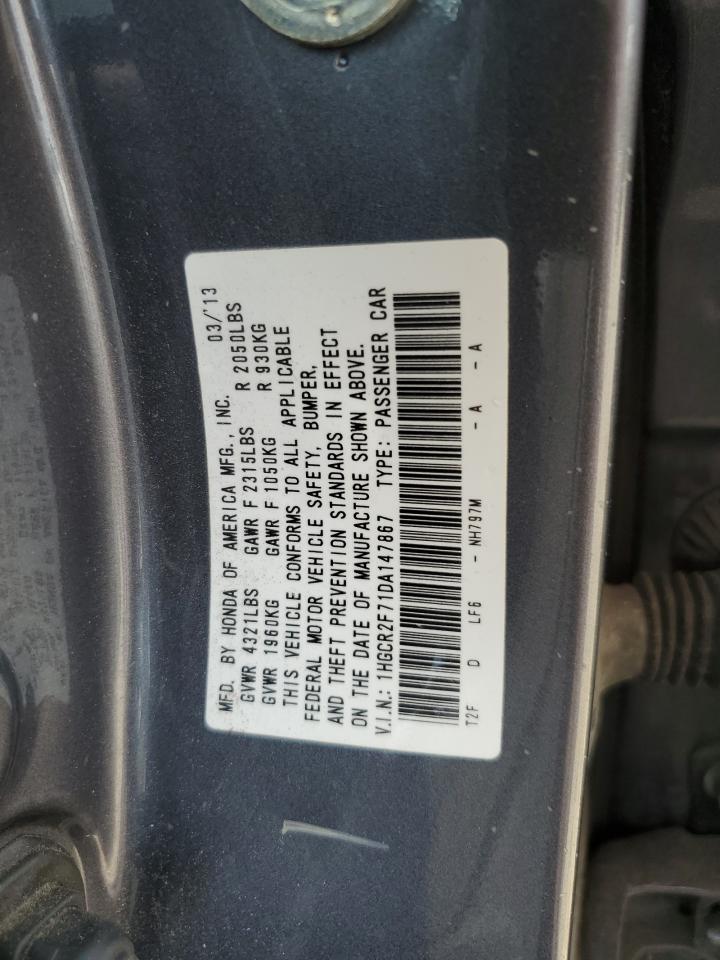 MFD. BY HONDA OF AMERICA MFG., INC. 03/'13
GVWR 4321LBS GAWR F 2315LBS R 2050LBS
GVWR 1960KG GAWR F 1050KG R 930KG
THIS VEHICLE CONFORMS TO ALL APPLICABLE
FEDERAL MOTOR VEHICLE SAFETY, BUMPER,
AND THEFT PREVENTION STANDARDS IN EFFECT
ON THE DATE OF MANUFACTURE SHOWN ABOVE.
V.I.N.: 1HGCR2F71DA147867 TYPE: PASSENGER CAR
T2F D LF6 - NH797M - A - A